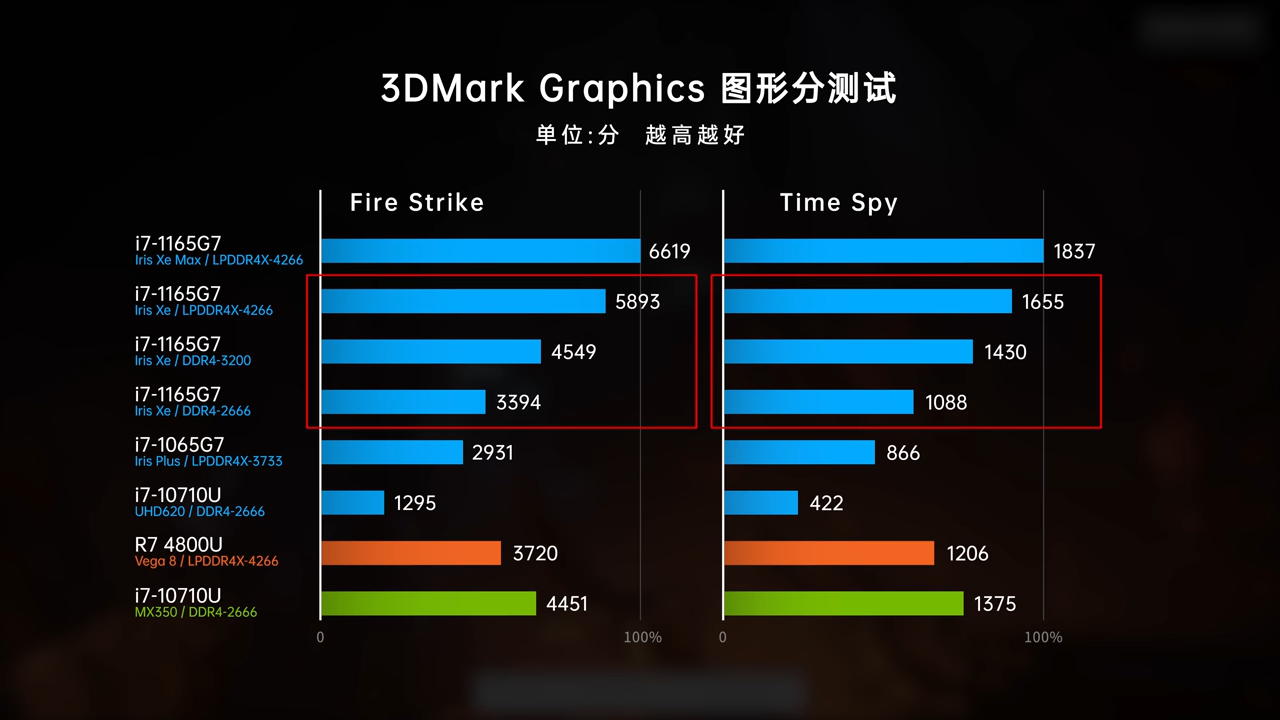 3DMark Graphics 图形分测试
单位:分 越高越好
Fire Strike
Time Spy
i7-1165G7
Iris Xe Max / LPDDR4X-4266
6619
1837
i7-1165G7
Iris Xe / LPDDR4X-4266
5893
1655
i7-1165G7
Iris Xe / DDR4-3200
4549
1430
i7-1165G7
Iris Xe / DDR4-2666
3394
1088
i7-1065G7
Iris Plus / LPDDR4X-3733
2931
866
i7-10710U
UHD620 / DDR4-2666
1295
422
R7 4800U
Vega 8 / LPDDR4X-4266
3720
1206
i7-10710U
MX350 / DDR4-2666
4451
1375
0
100%
0
100%